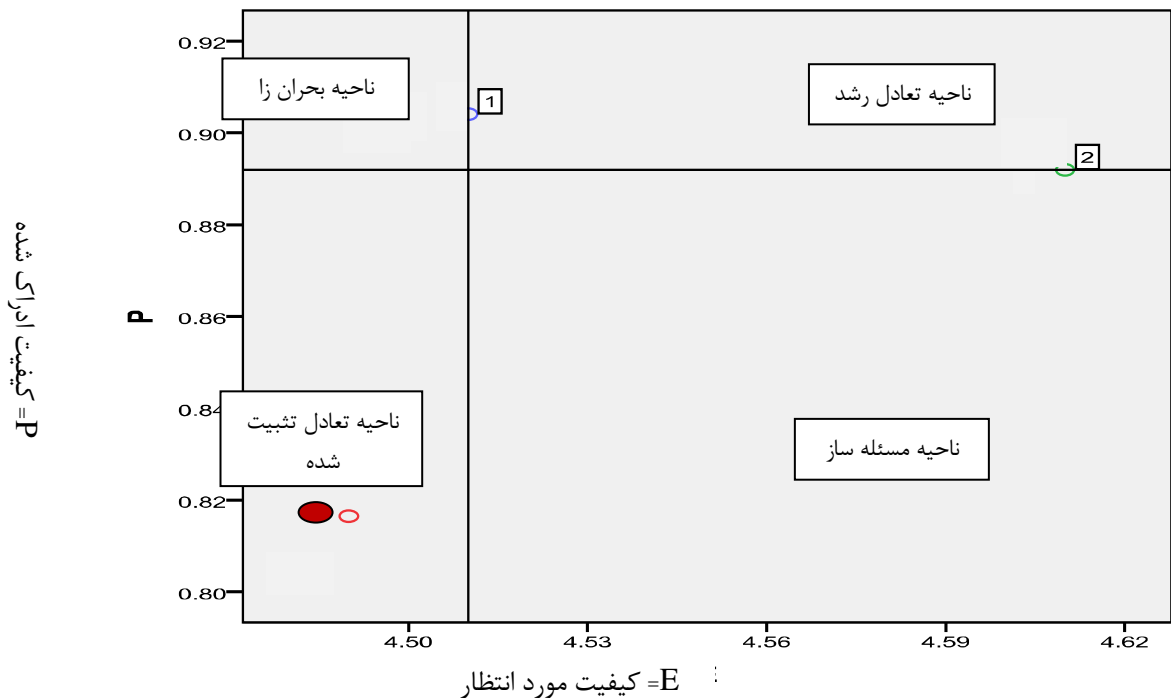 0.92
ناحیه بحران زا
ناحیه تعادل رشد
1
0.90
2
0.88
P= کیفیت ادراک شده
P
0.86
0.84
ناحیه تعادل تثبیت
شده
ناحیه مسئله ساز
0.82
0.80
4.50
4.53
4.56
4.59
4.62
E= کیفیت مورد انتظار